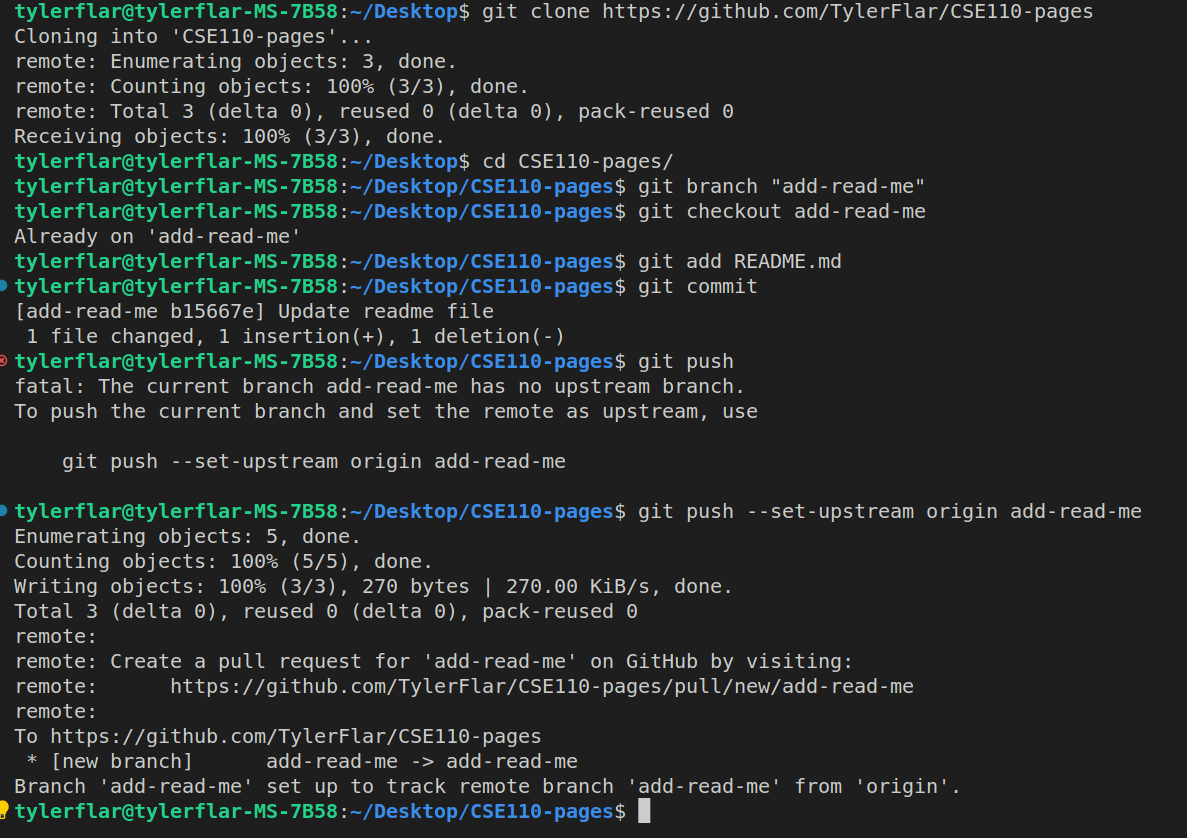 tylerflar@tylerflar-MS-7B58:~/Desktop$ git clone https://github.com/TylerFlar/CSE110-pages
Cloning into 'CSE110-pages'...
remote: Enumerating objects: 3, done.
remote: Counting objects: 100% (3/3), done.
remote: Total 3 (delta 0), reused 0 (delta 0), pack-reused 0
Receiving objects: 100% (3/3), done.
tylerflar@tylerflar-MS-7B58:~/Desktop$ cd CSE110-pages/
tylerflar@tylerflar-MS-7B58:~/Desktop/CSE110-pages$ git branch "add-read-me"
tylerflar@tylerflar-MS-7B58:~/Desktop/CSE110-pages$ git checkout add-read-me
Already on 'add-read-me'
tylerflar@tylerflar-MS-7B58:~/Desktop/CSE110-pages$ git add README.md
tylerflar@tylerflar-MS-7B58:~/Desktop/CSE110-pages$ git commit
[add-read-me b15667e] Update readme file
 1 file changed, 1 insertion(+), 1 deletion(-)
tylerflar@tylerflar-MS-7B58:~/Desktop/CSE110-pages$ git push
fatal: The current branch add-read-me has no upstream branch.
To push the current branch and set the remote as upstream, use

    git push --set-upstream origin add-read-me

tylerflar@tylerflar-MS-7B58:~/Desktop/CSE110-pages$ git push --set-upstream origin add-read-me
Enumerating objects: 5, done.
Counting objects: 100% (5/5), done.
Writing objects: 100% (3/3), 270 bytes | 270.00 KiB/s, done.
Total 3 (delta 0), reused 0 (delta 0), pack-reused 0
remote:
remote: Create a pull request for 'add-read-me' on GitHub by visiting:
remote:      https://github.com/TylerFlar/CSE110-pages/pull/new/add-read-me
remote:
To https://github.com/TylerFlar/CSE110-pages
 * [new branch]      add-read-me -> add-read-me
Branch 'add-read-me' set up to track remote branch 'add-read-me' from 'origin'.
tylerflar@tylerflar-MS-7B58:~/Desktop/CSE110-pages$